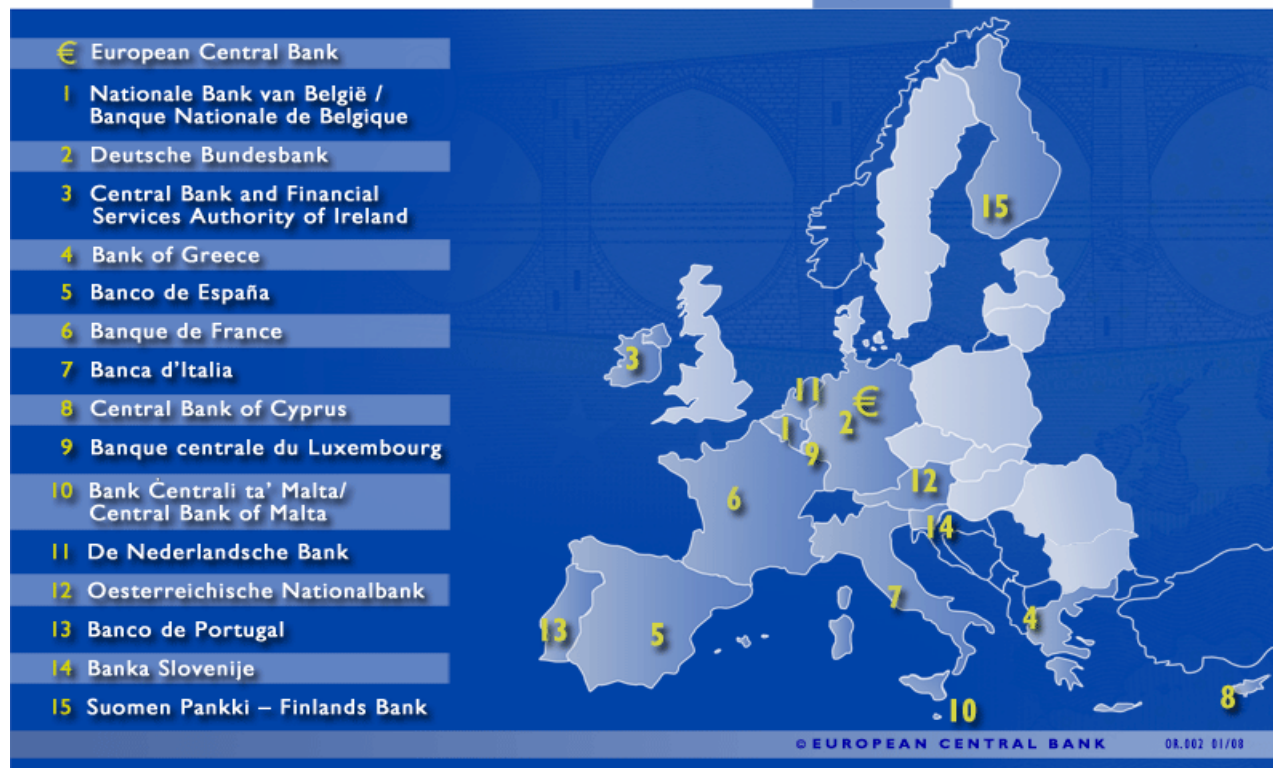 € European Central Bank
1 Nationale Bank van België /
Banque Nationale de Belgique
2 Deutsche Bundesbank
3 Central Bank and Financial
Services Authority of Ireland
4 Bank of Greece
5 Banco de España
6 Banque de France
7 Banca d'Italia
8 Central Bank of Cyprus
9 Banque centrale du Luxembourg
10 Bank Ċentrali ta' Malta/
Central Bank of Malta
11 De Nederlandsche Bank
12 Oesterreichische Nationalbank
13 Banco de Portugal
14 Banka Slovenije
15 Suomen Pankki – Finlands Bank
15
3
11
€
2
1
9
12
6
14
7
4
13
5
8
10
© EUROPEAN CENTRAL BANK OR.002 01/08